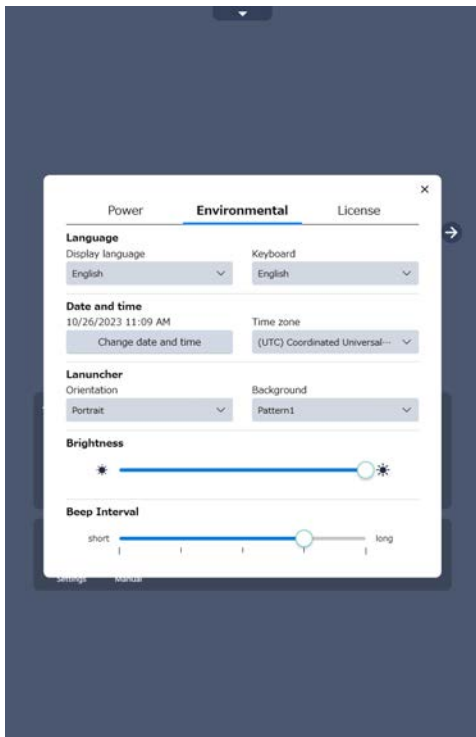 Power Environmental License
Language
Display language Keyboard
English English
Date and time
10/26/2023 11:09 AM Time zone
Change date and time (UTC) Coordinated Universal···
Lanuncher
Orientation Background
Portrait Pattern1
Brightness
Beep Interval
short long
Settings Manual